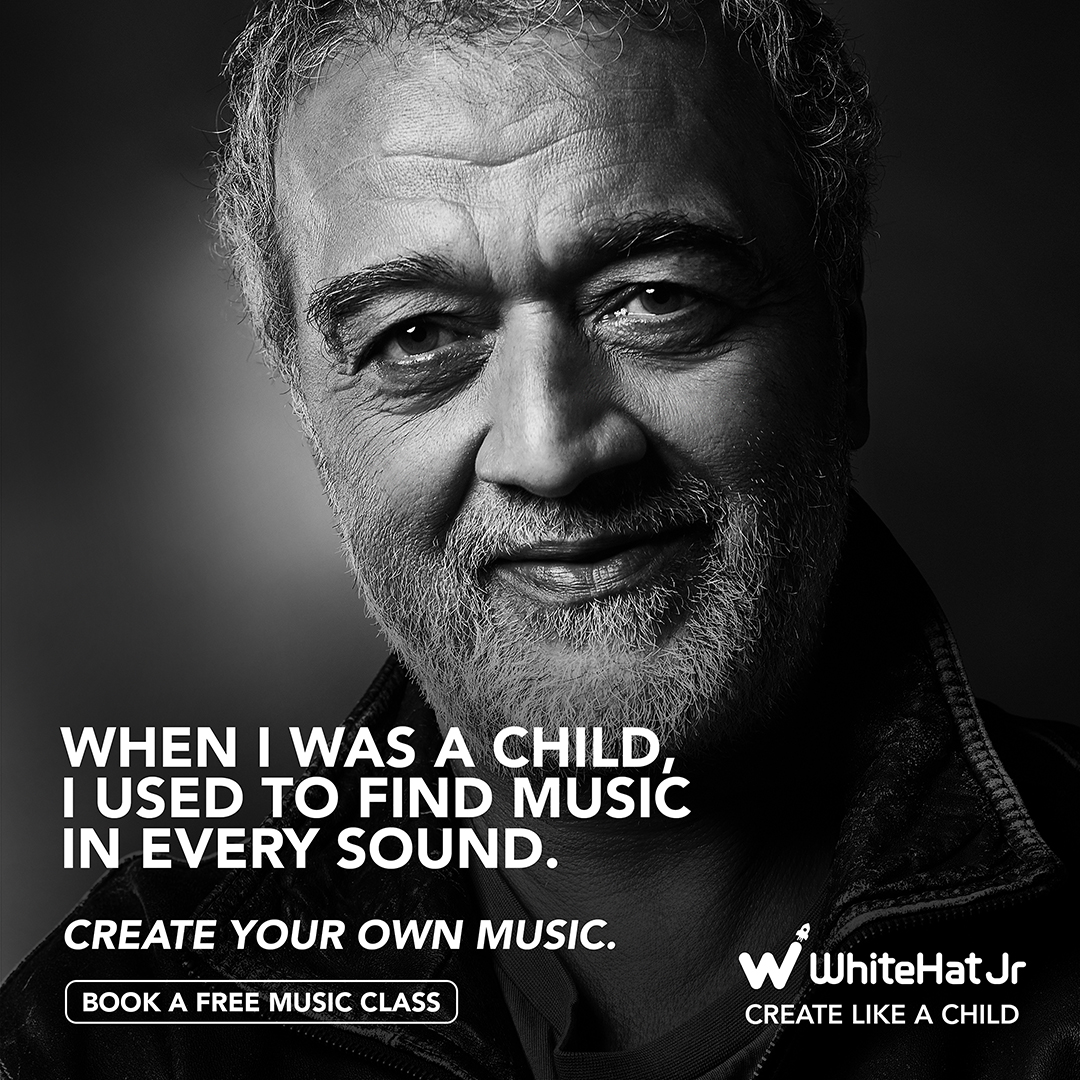 WHEN I WAS A CHILD,
I USED TO FIND MUSIC
IN EVERY SOUND.
CREATE YOUR OWN MUSIC.
BOOK A FREE MUSIC CLASS
WhiteHat Jr
CREATE LIKE A CHILD